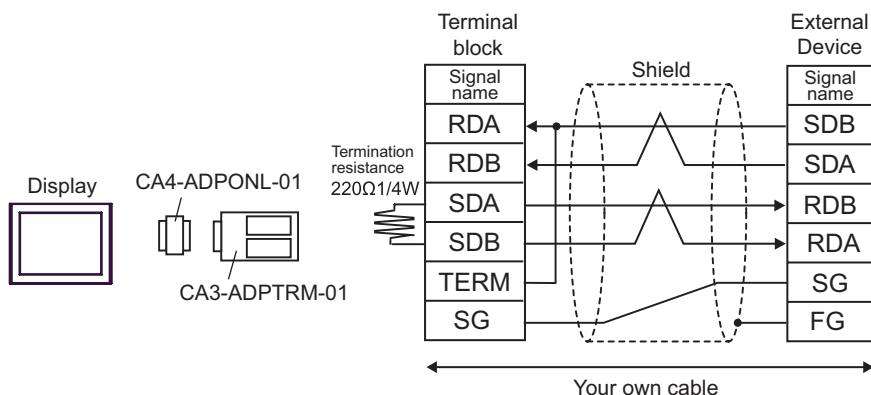 Terminal
block
External
Device
Shield
Signal
name
Signal
name
RDA
SDB
Termination
resistance
220Ω1/4W
RDB
SDA
Display
CA4-ADPONL-01
SDA
RDB
SDB
RDA
CA3-ADPTRM-01
TERM
SG
SG
FG
Your own cable